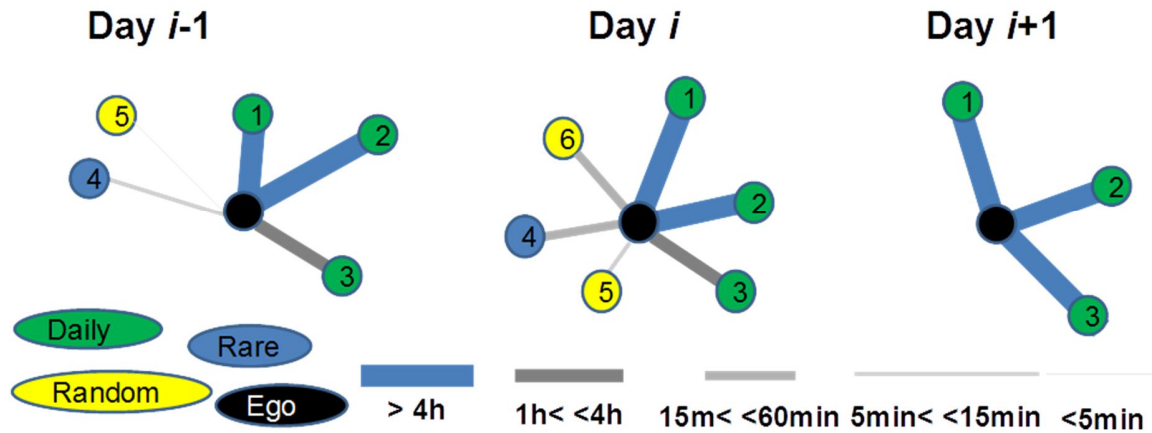 Day i-1
Day i
Day i+1
5
1
2
4
3
1
6
2
4
5
3
1
2
3
Daily
Rare
Random
Ego
> 4h
1h< <4h
15m< <60min
5min< <15min
<5min